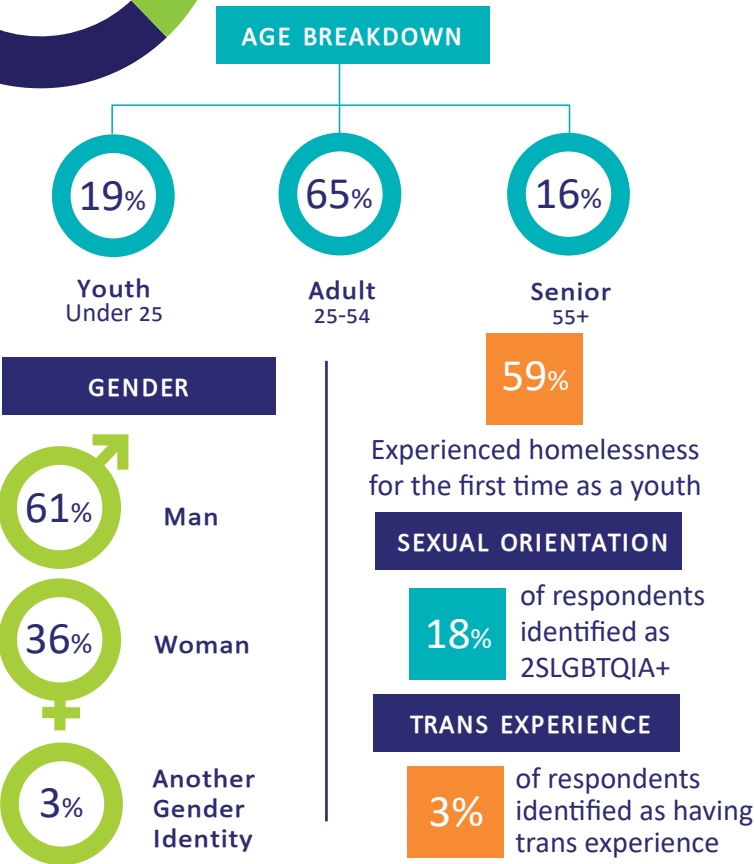 AGE BREAKDOWN
19%
65%
16%
Youth
Under 25
Adult
25-54
Senior
55+
GENDER
61%
Man
36%
Woman
3%
Another
Gender
Identity
59%
Experienced homelessness
for the first time as a youth
SEXUAL ORIENTATION
18%
of respondents
identified as
2SLGBTQIA+
TRANS EXPERIENCE
3%
of respondents
identified as having
trans experience